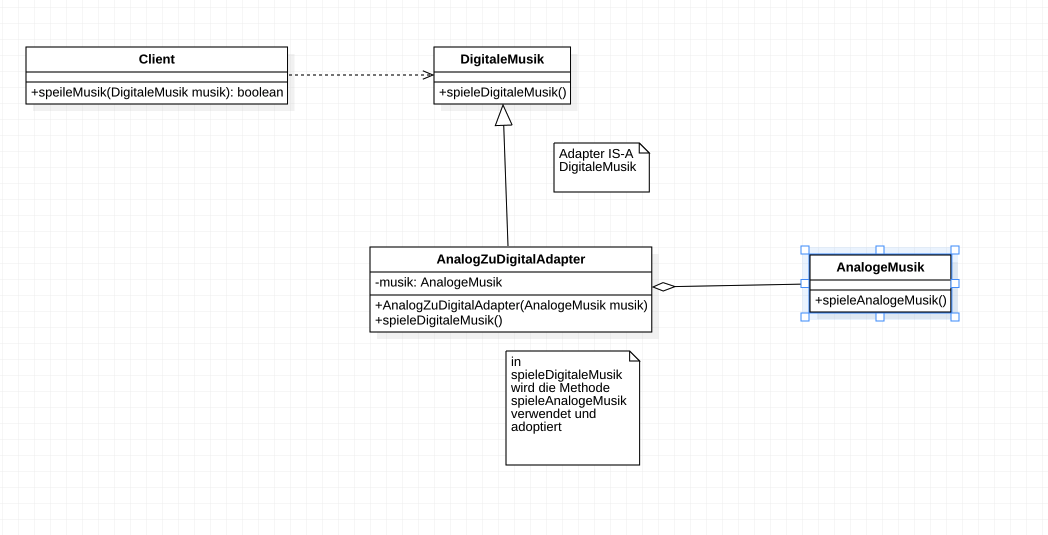 Client
+speileMusik(DigitaleMusik musik): boolean
DigitaleMusik
+spieleDigitaleMusik()
Adapter IS-A
DigitaleMusik
AnalogZuDigitalAdapter
-musik: AnalogeMusik
+AnalogZuDigitalAdapter(AnalogeMusik musik)
+spieleDigitaleMusik()
AnalogeMusik
+spieleAnalogeMusik()
in
spieleDigitaleMusik
wird die Methode
spieleAnalogeMusik
verwendet und
adoptiert